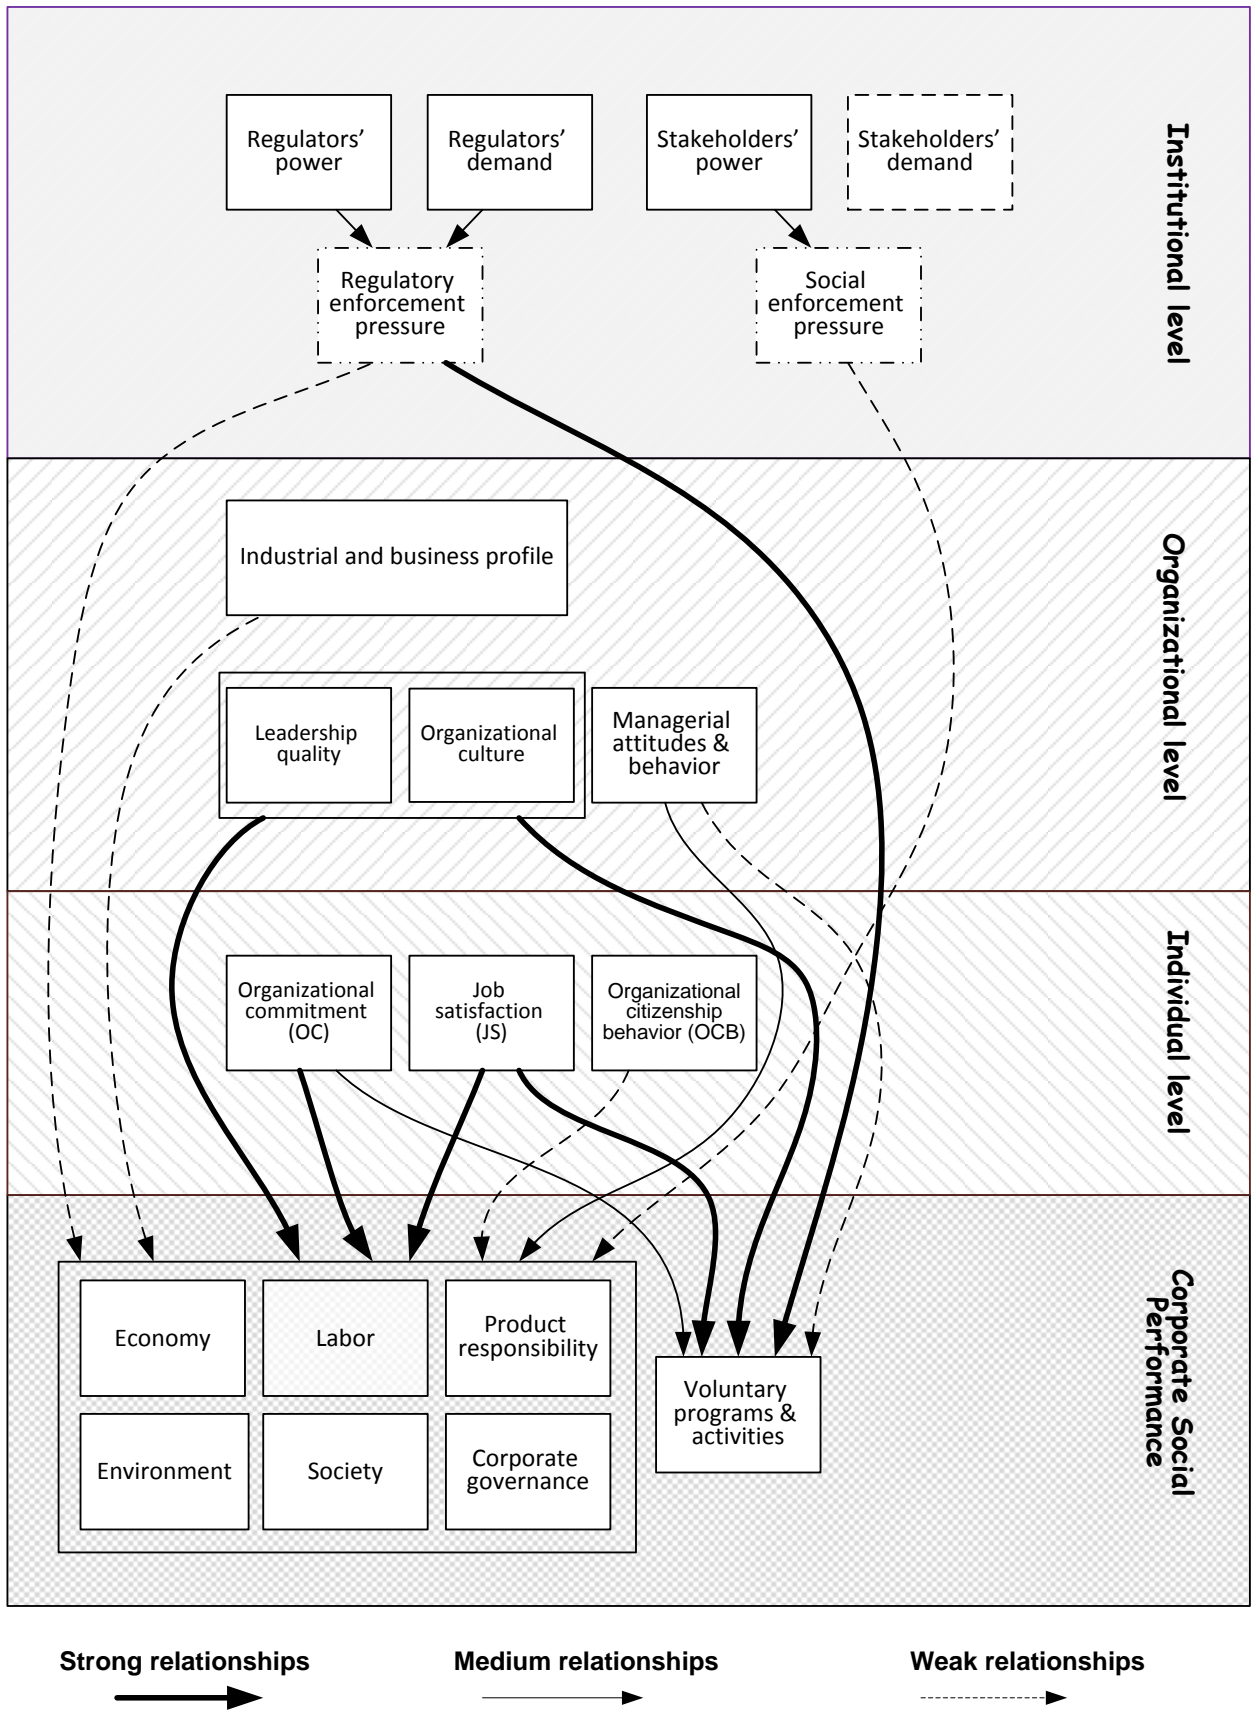 Regulators’
power
Regulators’
demand
Stakeholders’
power
Stakeholders’
demand
Regulatory
enforcement
pressure
Social
enforcement
pressure
Institutional level
Industrial and business profile
Leadership
quality
Organizational
culture
Managerial
attitudes &
behavior
Organizational level
Organizational
commitment
(OC)
Job
satisfaction
(JS)
Organizational
citizenship
behavior (OCB)
Individual level
Economy
Labor
Product
responsibility
Environment
Society
Corporate
governance
Voluntary
programs &
activities
Corporate Social
Performance
Strong relationships
Medium relationships
Weak relationships